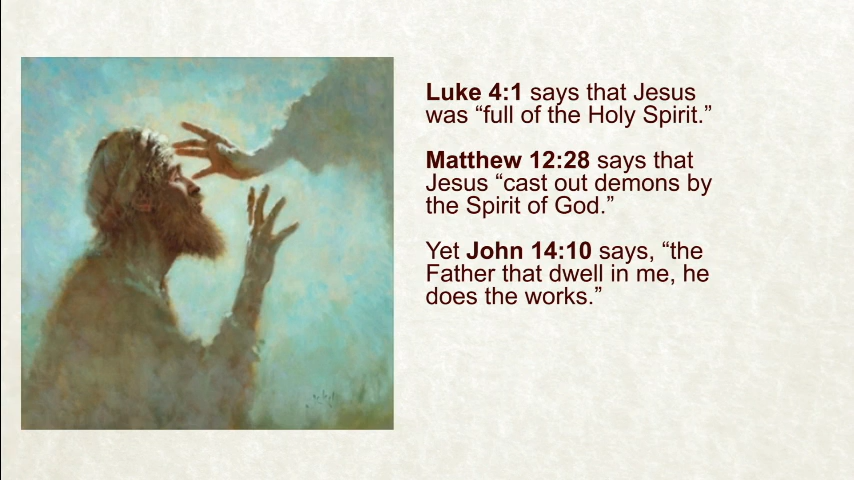 Luke 4:1 says that Jesus
was “full of the Holy Spirit.”
Matthew 12:28 says that
Jesus “cast out demons by
the Spirit of God.”
Yet John 14:10 says, “the
Father that dwell in me, he
does the works.”